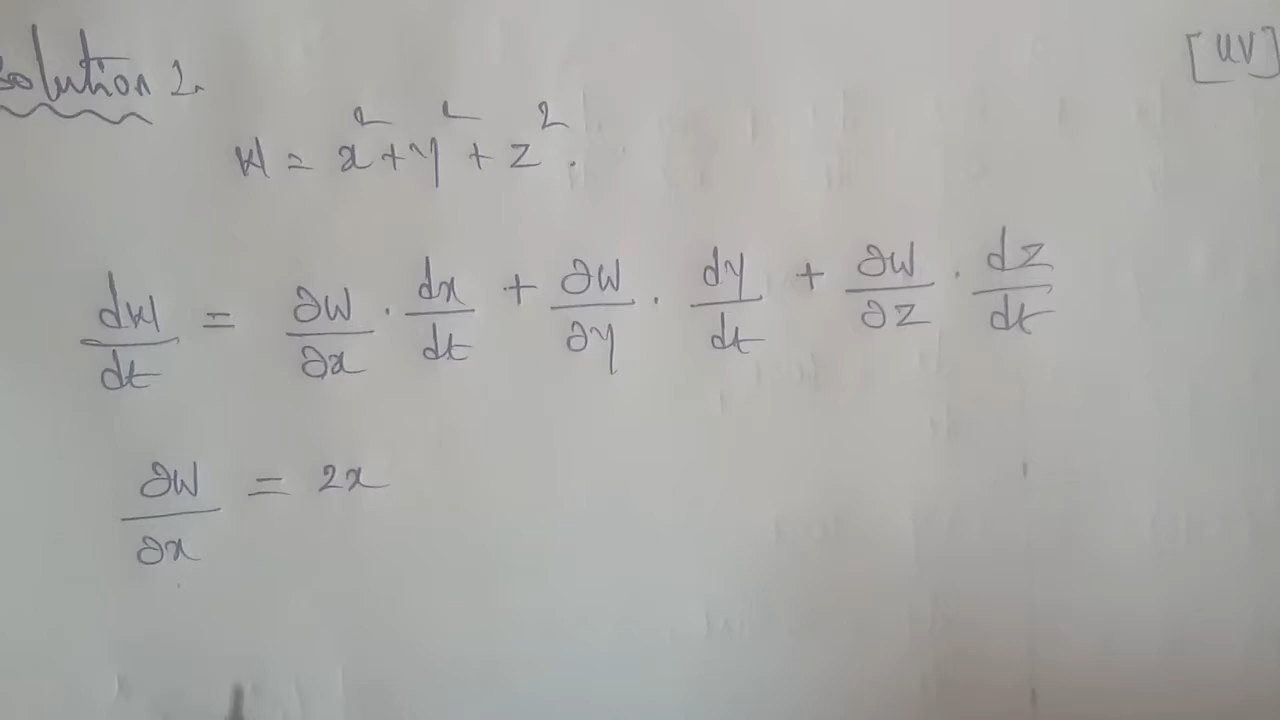 Solution 2.
[UV]
W = x² + y² + z².
dW/dt = ∂W/∂x · dx/dt + ∂W/∂y · dy/dt + ∂W/∂z · dz/dt
∂W/∂x = 2x